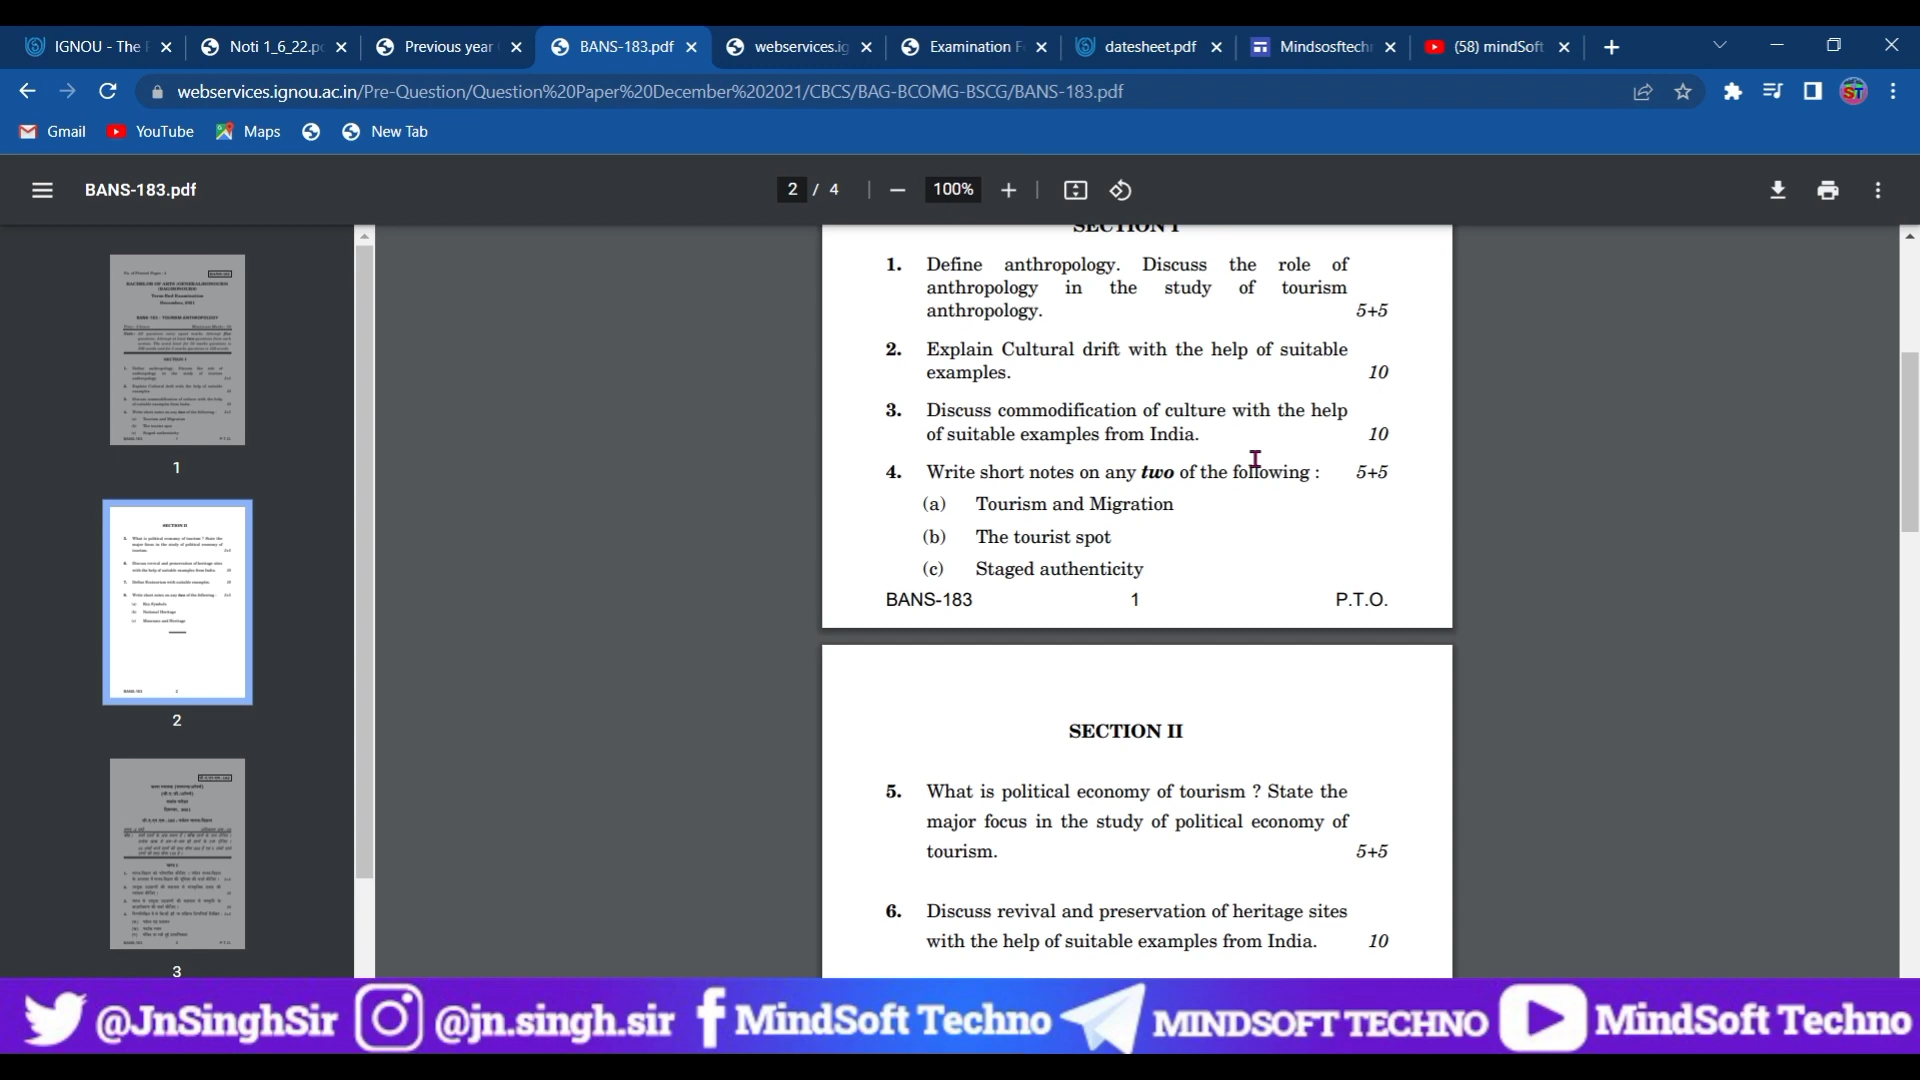 IGNOU - The
Noti 1_6_22.p
Previous year
BANS-183.pdf
webservices.ig
Examination F
datesheet.pdf
Mindsosftech
(58) mindSoft
webservices.ignou.ac.in/Pre-Question/Question%20Paper%20December%202021/CBCS/BAG-BCOMG-BSCG/BANS-183.pdf
ST
Gmail
YouTube
Maps
New Tab
BANS-183.pdf
2 / 4
100%
SECTION I
1. Define anthropology. Discuss the role of
anthropology in the study of tourism
anthropology. 5+5
2. Explain Cultural drift with the help of suitable
examples. 10
3. Discuss commodification of culture with the help
of suitable examples from India. 10
4. Write short notes on any two of the following : 5+5
(a) Tourism and Migration
(b) The tourist spot
(c) Staged authenticity
BANS-183 1 P.T.O.
SECTION II
5. What is political economy of tourism ? State the
major focus in the study of political economy of
tourism. 5+5
6. Discuss revival and preservation of heritage sites
with the help of suitable examples from India. 10
1
2
3
@JnSinghSir
@jn.singh.sir
MindSoft Techno
MINDSOFT TECHNO
MindSoft Techno